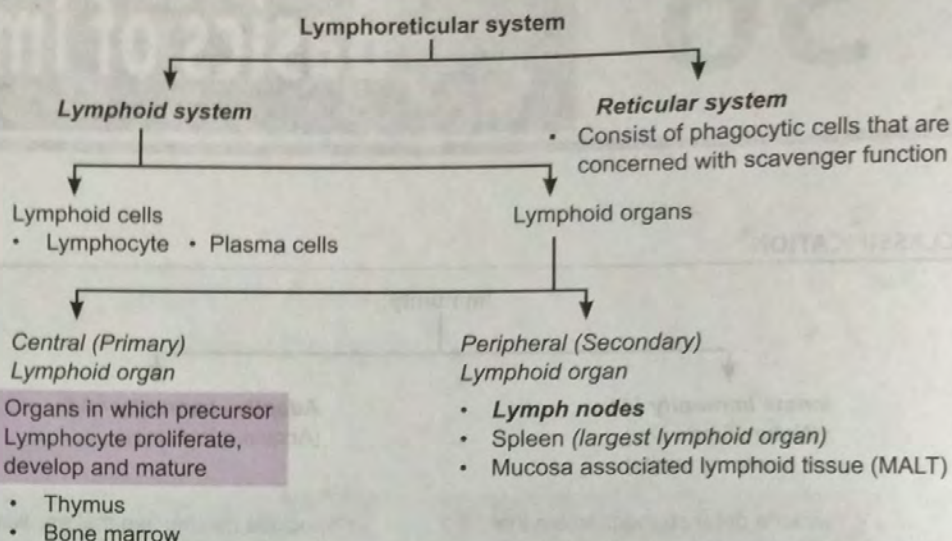 Lymphoreticular system
Lymphoid system
Reticular system
• Consist of phagocytic cells that are
concerned with scavenger function
Lymphoid cells
• Lymphocyte • Plasma cells
Lymphoid organs
Central (Primary)
Lymphoid organ
Organs in which precursor
Lymphocyte proliferate,
develop and mature
• Thymus
• Bone marrow
Peripheral (Secondary)
Lymphoid organ
• Lymph nodes
• Spleen (largest lymphoid organ)
• Mucosa associated lymphoid tissue (MALT)